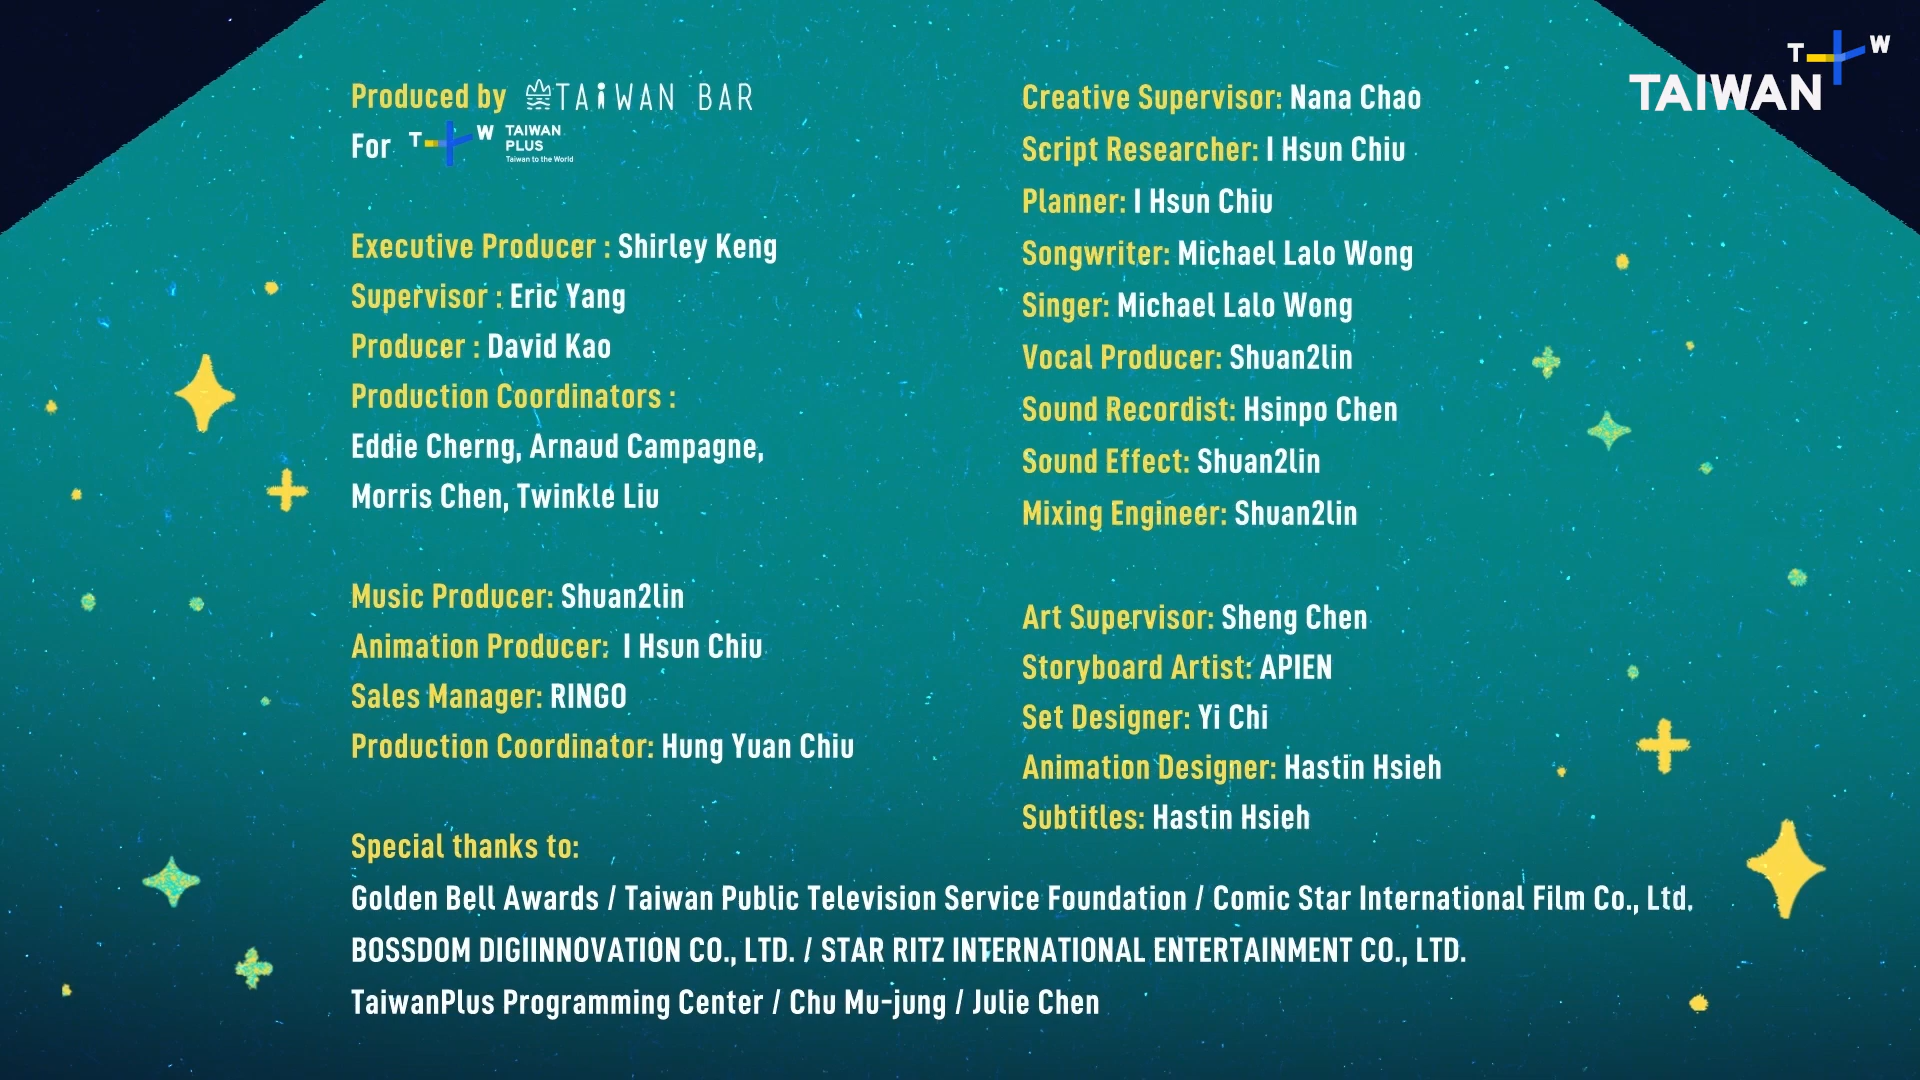 Produced by TAIWAN BAR
For T W TAIWAN PLUS Taiwan to the World
Executive Producer : Shirley Keng
Supervisor : Eric Yang
Producer : David Kao
Production Coordinators :
Eddie Cherng, Arnaud Campagne,
Morris Chen, Twinkle Liu
Music Producer: Shuan2lin
Animation Producer: I Hsun Chiu
Sales Manager: RINGO
Production Coordinator: Hung Yuan Chiu
Creative Supervisor: Nana Chao
Script Researcher: I Hsun Chiu
Planner: I Hsun Chiu
Songwriter: Michael Lalo Wong
Singer: Michael Lalo Wong
Vocal Producer: Shuan2lin
Sound Recordist: Hsinpo Chen
Sound Effect: Shuan2lin
Mixing Engineer: Shuan2lin
Art Supervisor: Sheng Chen
Storyboard Artist: APIEN
Set Designer: Yi Chi
Animation Designer: Hastin Hsieh
Subtitles: Hastin Hsieh
Special thanks to:
Golden Bell Awards / Taiwan Public Television Service Foundation / Comic Star International Film Co., Ltd.
BOSSDOM DIGIINNOVATION CO., LTD. / STAR RITZ INTERNATIONAL ENTERTAINMENT CO., LTD.
TaiwanPlus Programming Center / Chu Mu-jung / Julie Chen
T W
TAIWAN